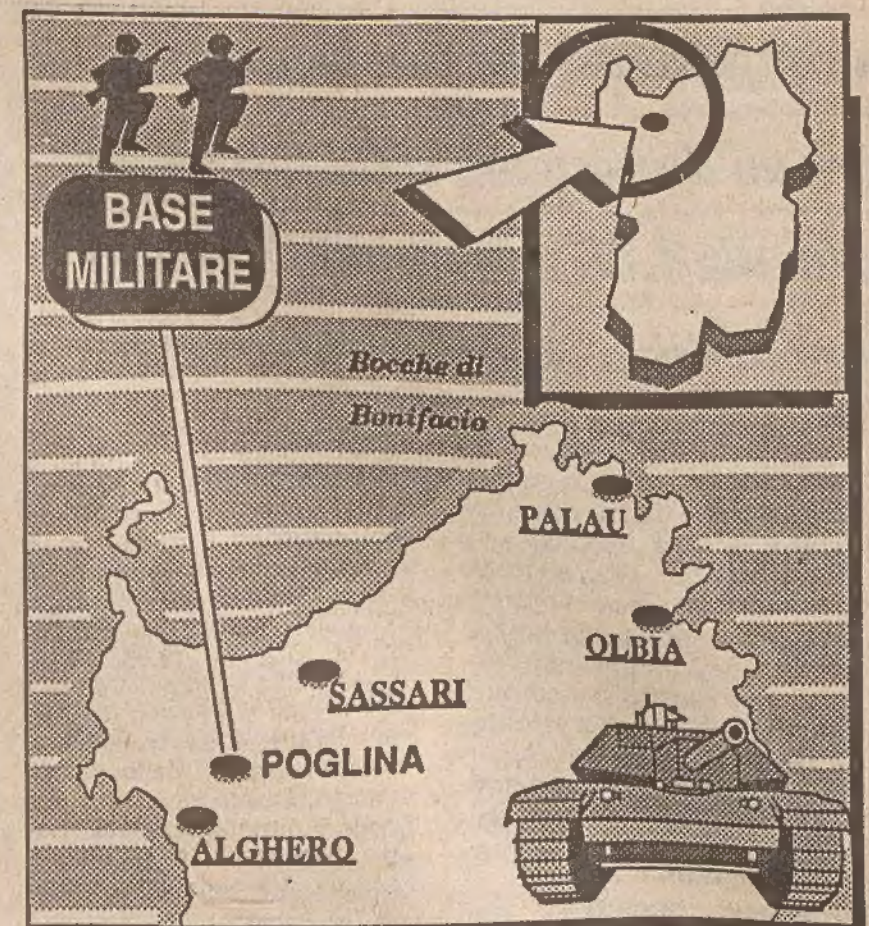 BASE
MILITARE
Bocche di
Bonifacio
PALAU
OLBIA
SASSARI
POGLINA
ALGHERO